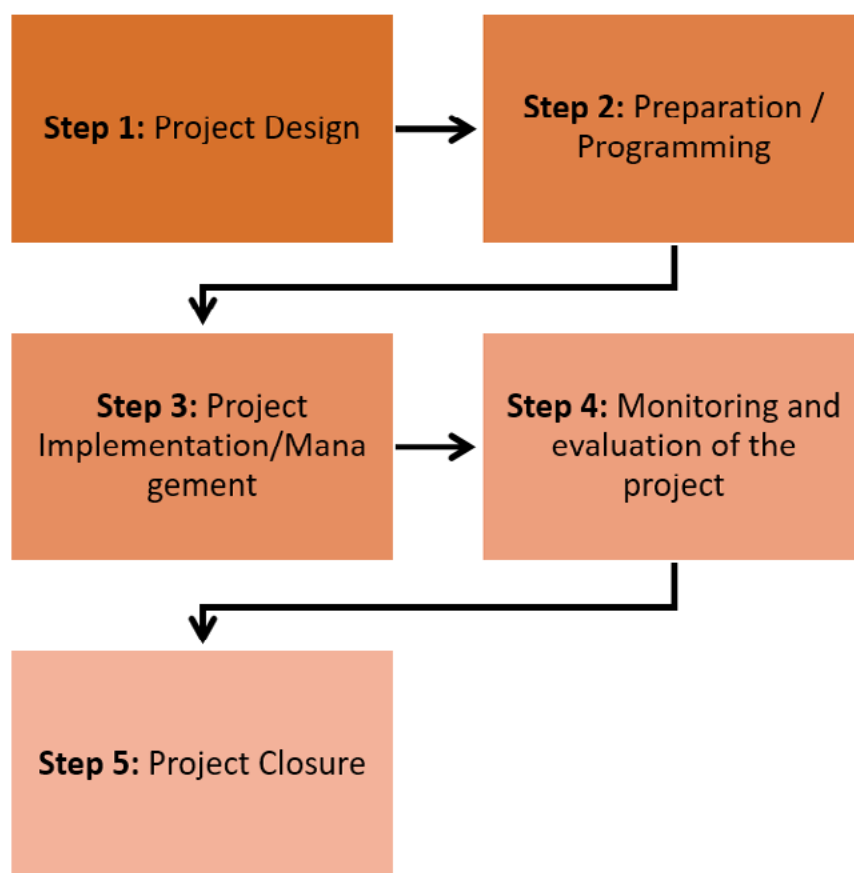 Step 1: Project Design
Step 2: Preparation /
Programming
Step 3: Project
Implementation/Mana
gement
Step 4: Monitoring and
evaluation of the
project
Step 5: Project Closure